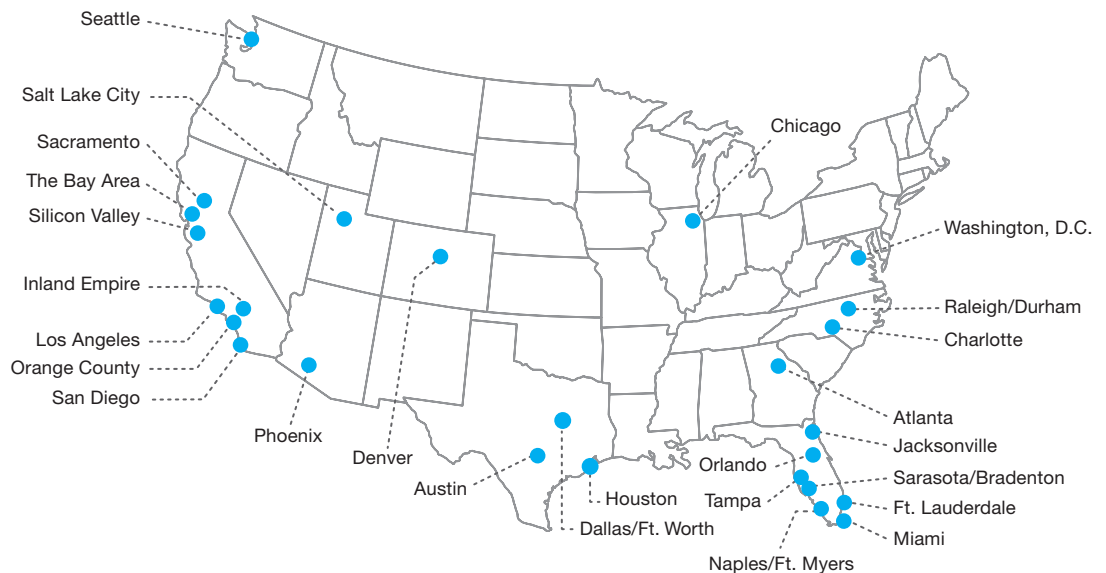 Seattle
Salt Lake City
Sacramento
The Bay Area
Silicon Valley
Inland Empire
Los Angeles
Orange County
San Diego
Phoenix
Denver
Austin
Houston
Dallas/Ft. Worth
Chicago
Washington, D.C.
Raleigh/Durham
Charlotte
Atlanta
Jacksonville
Orlando
Sarasota/Bradenton
Tampa
Ft. Lauderdale
Miami
Naples/Ft. Myers